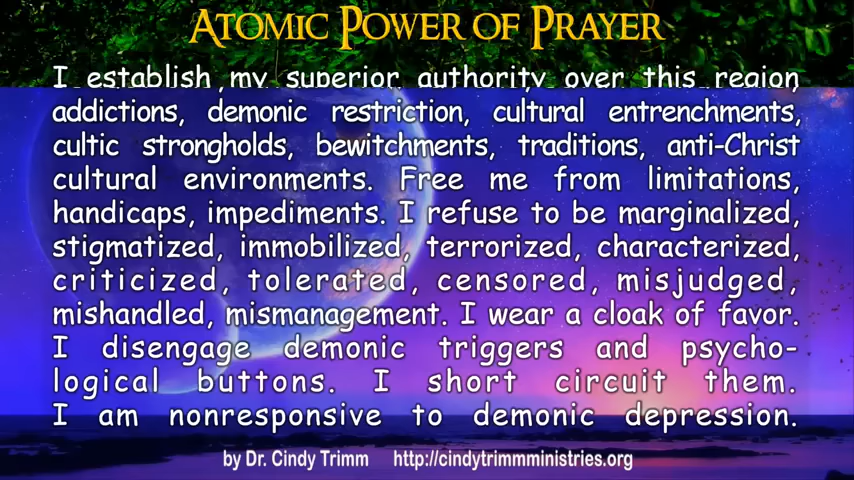 Atomic Power of Prayer
I establish my superior authority over this region
addictions, demonic restriction, cultural entrenchments,
cultic strongholds, bewitchments, traditions, anti-Christ
cultural environments. Free me from limitations,
handicaps, impediments. I refuse to be marginalized,
stigmatized, immobilized, terrorized, characterized,
criticized, tolerated, censored, misjudged,
mishandled, mismanagement. I wear a cloak of favor.
I disengage demonic triggers and psycho-
logical buttons. I short circuit them.
I am nonresponsive to demonic depression.
by Dr. Cindy Trimm http://cindytrimmministries.org